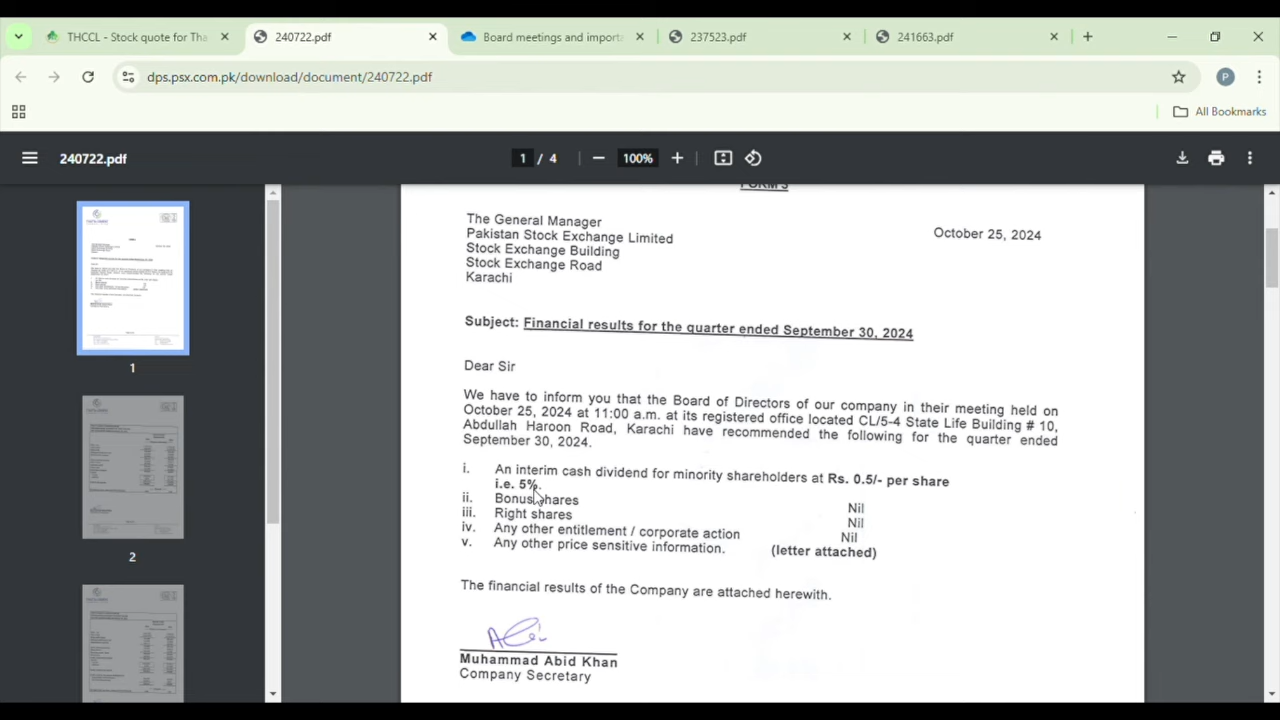 THCCL - Stock quote for Tha
240722.pdf
Board meetings and importa
237523.pdf
241663.pdf
dps.psx.com.pk/download/document/240722.pdf
P
All Bookmarks
240722.pdf
1 / 4
100%
1
2
FORM 3
The General Manager
Pakistan Stock Exchange Limited
Stock Exchange Building
Stock Exchange Road
Karachi
October 25, 2024
Subject: Financial results for the quarter ended September 30, 2024
Dear Sir
We have to inform you that the Board of Directors of our company in their meeting held on
October 25, 2024 at 11:00 a.m. at its registered office located CL/5-4 State Life Building # 10,
Abdullah Haroon Road, Karachi have recommended the following for the quarter ended
September 30, 2024.
i. An interim cash dividend for minority shareholders at Rs. 0.5/- per share
i.e. 5%.
ii. Bonus shares Nil
iii. Right shares Nil
iv. Any other entitlement / corporate action Nil
v. Any other price sensitive information. (letter attached)
The financial results of the Company are attached herewith.
Muhammad Abid Khan
Company Secretary